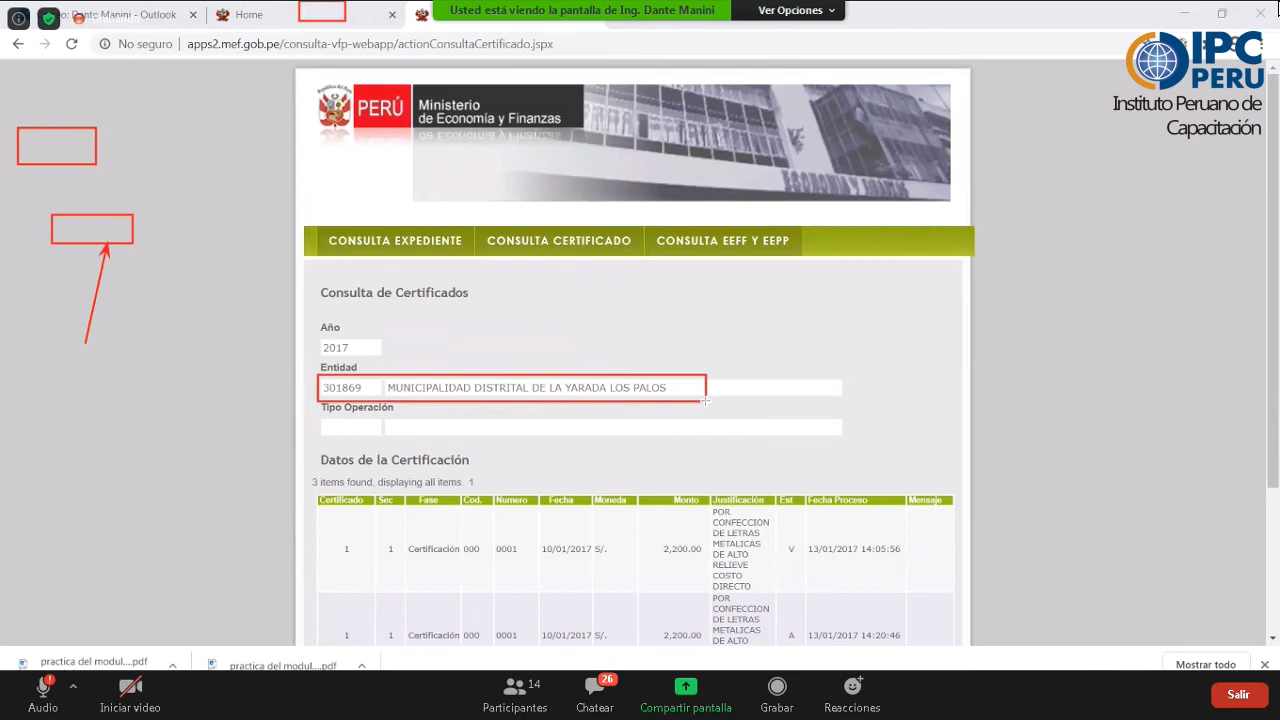 Dante Manini - Outlook
Home
Usted está viendo la pantalla de Ing. Dante Manini
Ver Opciones
No seguro
apps2.mef.gob.pe/consulta-vfp-webapp/actionConsultaCertificado.jspx
IPC
PERU
Instituto Peruano de
Capacitación
PERÚ
Ministerio
de Economía y Finanzas
CONSULTA EXPEDIENTE
CONSULTA CERTIFICADO
CONSULTA EEFF Y EEPP
Consulta de Certificados
Año
2017
Entidad
301869 MUNICIPALIDAD DISTRITAL DE LA YARADA LOS PALOS
Tipo Operación
Datos de la Certificación
3 items found, displaying all items. 1
Certificado Sec Fase Cod. Numero Fecha Moneda Monto Justificación Est Fecha Proceso Mensaje
POR
CONFECCION
DE LETRAS
METALICAS
1 1 Certificación 000 0001 10/01/2017 S/. 2,200.00 DE ALTO V 13/01/2017 14:05:56
RELIEVE
COSTO
DIRECTO
POR
CONFECCION
DE LETRAS
1 1 Certificación 000 0001 10/01/2017 S/. 2,200.00 METALICAS A 13/01/2017 14:20:46
DE ALTO
practica del modul....pdf
practica del modul....pdf
Mostrar todo
Audio
Iniciar video
14
Participantes
26
Chatear
Compartir pantalla
Grabar
Reacciones
Salir